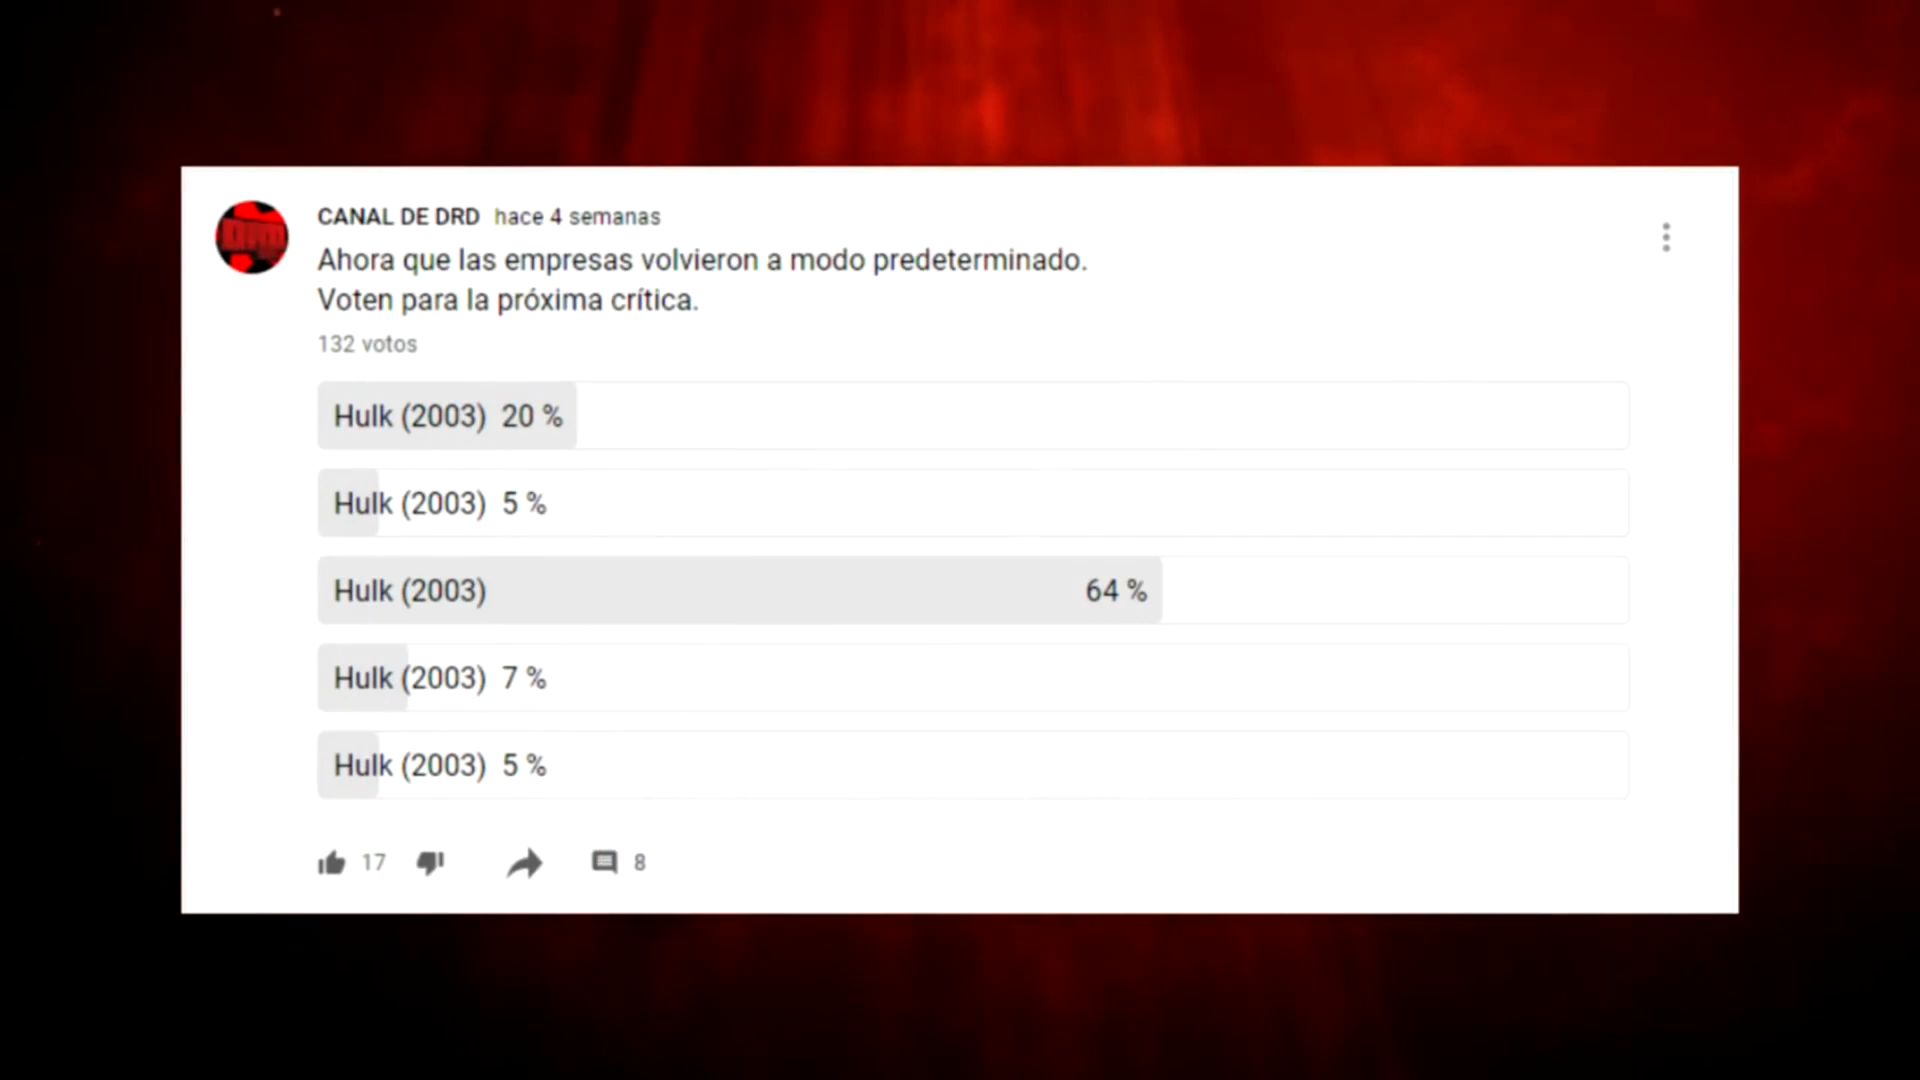 CANAL DE DRD hace 4 semanas
Ahora que las empresas volvieron a modo predeterminado.
Voten para la próxima crítica.
132 votos
Hulk (2003) 20 %
Hulk (2003) 5 %
Hulk (2003) 64 %
Hulk (2003) 7 %
Hulk (2003) 5 %
17 8